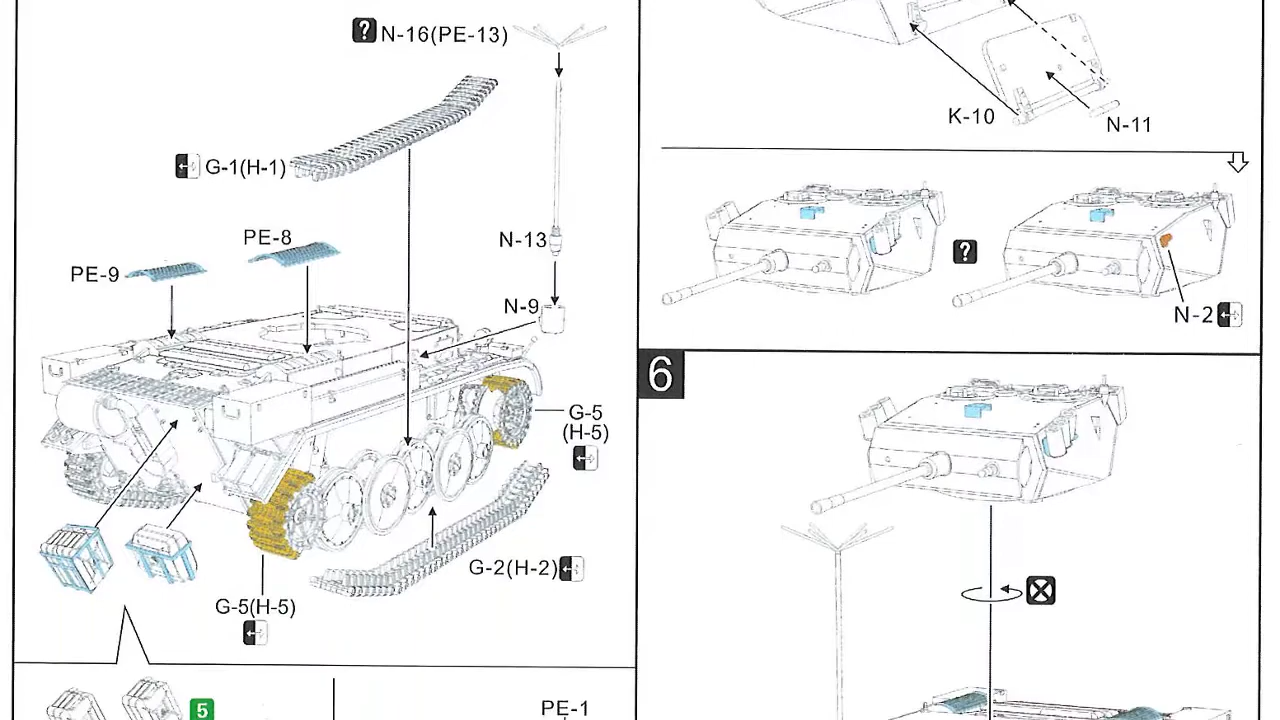 ? N-16(PE-13)
G-1(H-1)
PE-8
PE-9
N-13
N-9
G-5
(H-5)
G-2(H-2)
G-5(H-5)
5
PE-1
K-10
N-11
?
N-2
6